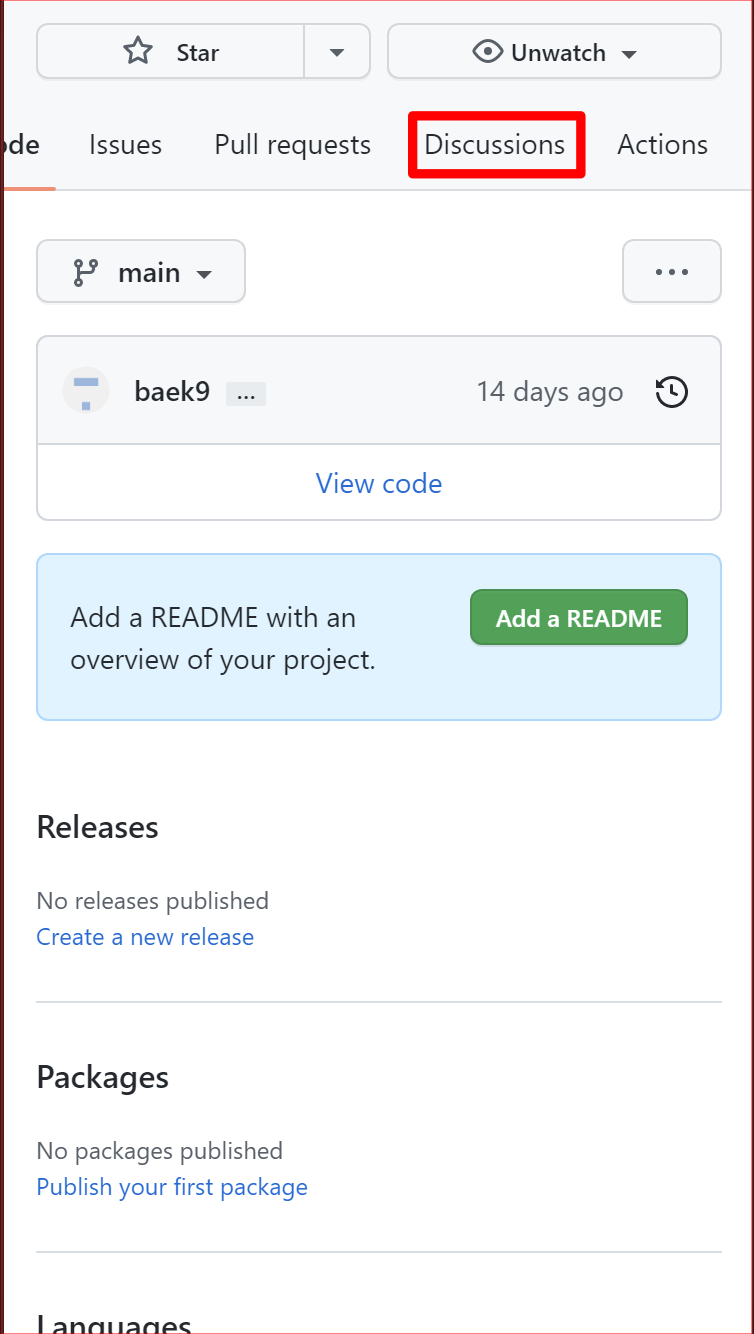 Star
Unwatch
ode Issues Pull requests Discussions Actions
main
baek9 ... 14 days ago
View code
Add a README with an
overview of your project.
Add a README
Releases
No releases published
Create a new release
Packages
No packages published
Publish your first package
Languages